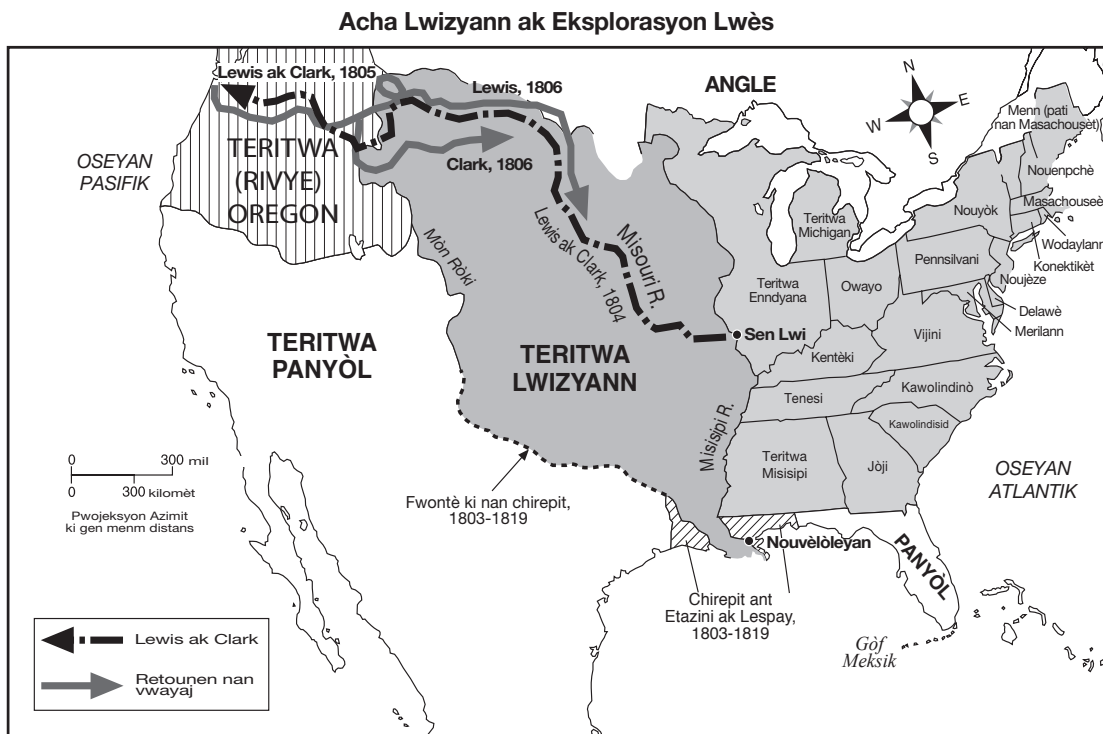 Acha Lwizyann ak Eksplorasyon Lwès
Lewis ak Clark, 1805
Lewis, 1806
ANGLE
N
E
W
S
Menn (pati
nan Masachousèt)
OSEYAN
PASIFIK
TERITWA
(RIVYE)
OREGON
Clark, 1806
Nouenpchè
Masachouseè
Nouyòk
Wodaylann
Konektikèt
Teritwa
Michigan
Pennsilvani
Noujèze
Mòn Ròki
Misouri R.
Lewis ak Clark, 1804
Teritwa
Enndyana
Owayo
Delawè
Merilann
Sen Lwi
Vijini
Kentèki
TERITWA
PANYÒL
TERITWA
LWIZYANN
Tenesi
Kawolindinò
Kawolindisid
Misisipi R.
Teritwa
Misisipi
Jòji
OSEYAN
ATLANTIK
0 300 mil
0 300 kilomèt
Pwojeksyon Azimit
ki gen menm distans
Fwontè ki nan chirepit,
1803-1819
Nouvèlòleyan
PANYÒL
Chirepit ant
Etazini ak Lespay,
1803-1819
Gòf
Meksik
Lewis ak Clark
Retounen nan
vwayaj